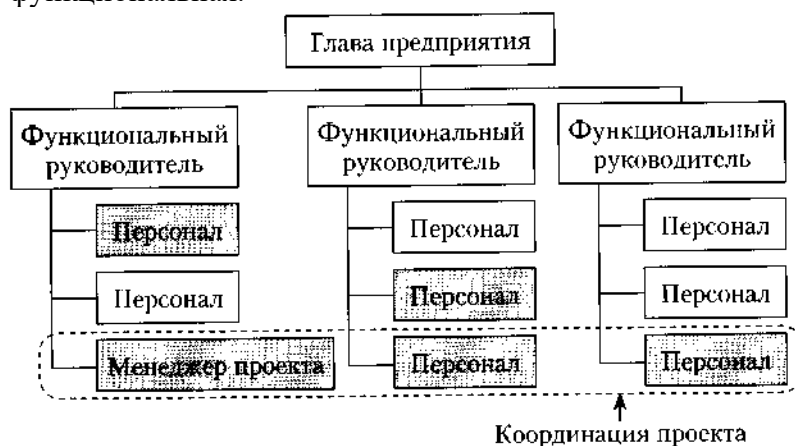 функциональная.
Глава предприятия
Функциональный
руководитель
Функциональный
руководитель
Функциональный
руководитель
Персонал
Персонал
Персонал
Персонал
Персонал
Персонал
Менеджер проекта
Персонал
Персонал
Координация проекта